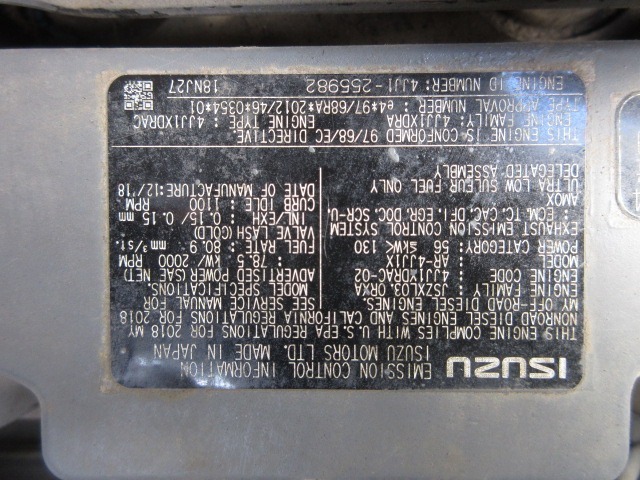 ISUZU
EMISSION CONTROL INFORMATION
ISUZU MOTORS LTD. MADE IN JAPAN
THIS ENGINE COMPLIES WITH U.S. EPA REGULATIONS FOR 2018 MY
NONROAD DIESEL ENGINES AND CALIFORNIA REGULATIONS FOR 2018
MY OFF-ROAD DIESEL ENGINES.
ENGINE FAMILY : JSZXL03.0RXA
ENGINE CODE : 4JJ1XDRAC-02
MODEL : AR-4JJ1X
POWER CATEGORY: 56 ≤kW< 130
EXHAUST EMISSION CONTROL SYSTEM
: ECM, TC, CAC, DFI, EGR, DOC, SCR-U,
AMOX
ULTRA LOW SULFUR FUEL ONLY
DELEGATED ASSEMBLY
SEE SERVICE MANUAL FOR
MODEL SPECIFICATIONS.
ADVERTISED POWER (SAE NET)
: 78.5 kW/ 2000 RPM
FUEL RATE: 80.9 mm³/st.
VALVE LASH (COLD)
INL/EXH : 0.15/ 0.15 mm
CURB IDLE : 1100 RPM
DATE OF MANUFACTURE:12/'18
THIS ENGINE IS CONFORMED 97/68/EC DIRECTIVE
ENGINE FAMILY: 4JJ1XDRA ENGINE TYPE : 4JJ1XDRAC
TYPE APPROVAL NUMBER: e4*97/68RA*2012/46*0354*01
ENGINE ID NUMBER: 4JJ1-255982 18NJ27